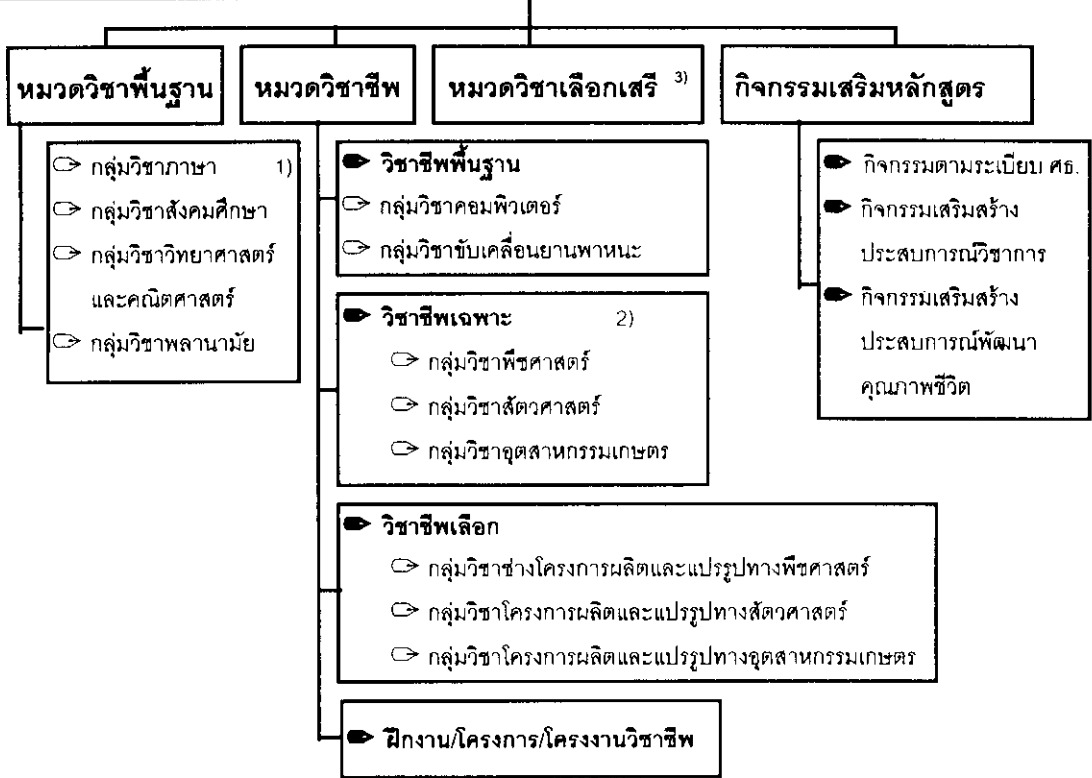 หมวดวิชาพื้นฐาน
หมวดวิชาชีพ
หมวดวิชาเลือกเสรี 3)
กิจกรรมเสริมหลักสูตร
กลุ่มวิชาภาษา 1)
กลุ่มวิชาสังคมศึกษา
กลุ่มวิชาวิทยาศาสตร์
และคณิตศาสตร์
กลุ่มวิชาพลานามัย
วิชาชีพพื้นฐาน
กลุ่มวิชาคอมพิวเตอร์
กลุ่มวิชาขับเคลื่อนยานพาหนะ
วิชาชีพเฉพาะ 2)
กลุ่มวิชาพืชศาสตร์
กลุ่มวิชาสัตวศาสตร์
กลุ่มวิชาอุตสาหกรรมเกษตร
วิชาชีพเลือก
กลุ่มวิชาช่างโครงการผลิตและแปรรูปทางพืชศาสตร์
กลุ่มวิชาโครงการผลิตและแปรรูปทางสัตวศาสตร์
กลุ่มวิชาโครงการผลิตและแปรรูปทางอุตสาหกรรมเกษตร
ฝึกงาน/โครงการ/โครงงานวิชาชีพ
กิจกรรมตามระเบียบ ศธ.
กิจกรรมเสริมสร้าง
ประสบการณ์วิชาการ
กิจกรรมเสริมสร้าง
ประสบการณ์พัฒนา
คุณภาพชีวิต